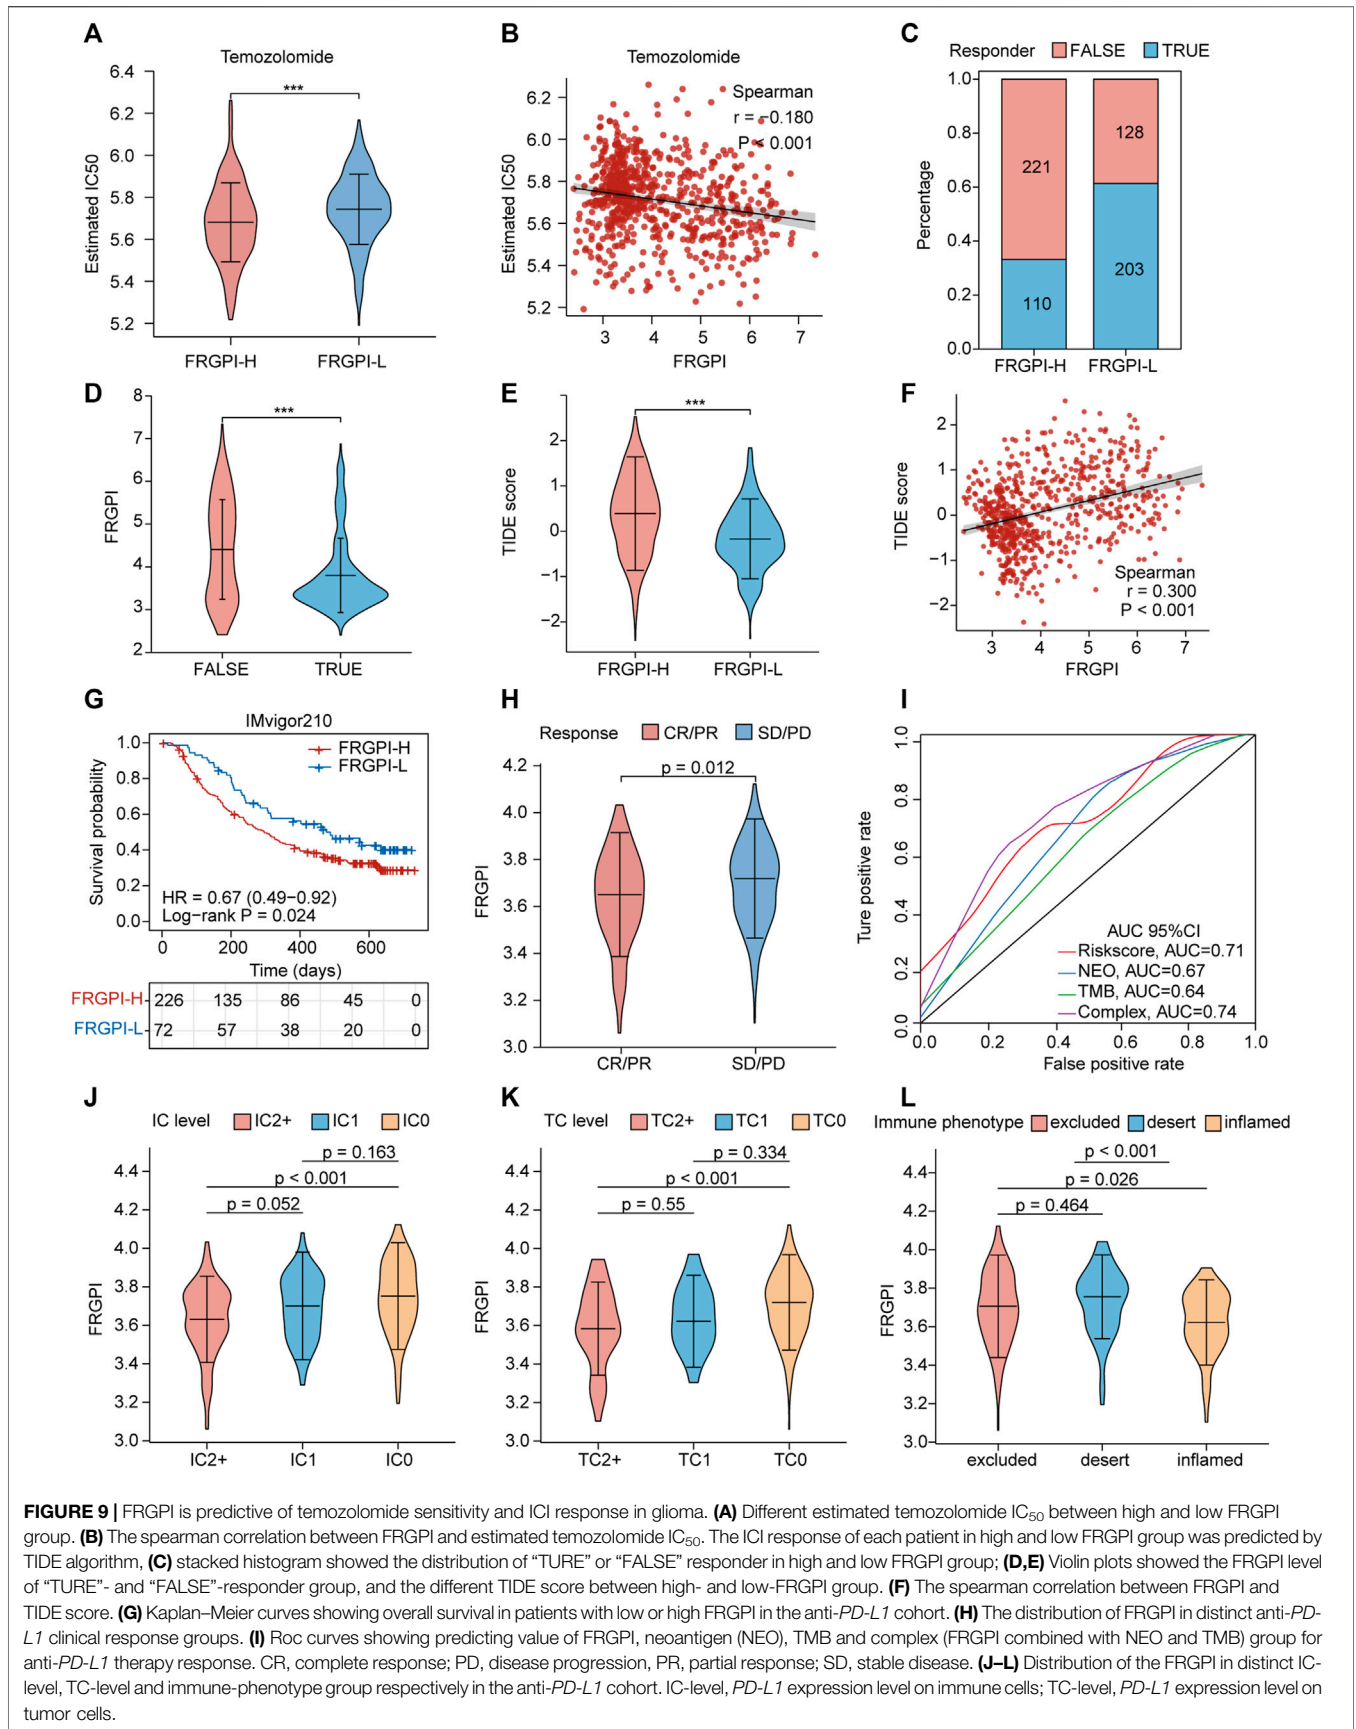 A
Temozolomide
***
6.4
6.2
6.0
5.8
5.6
5.4
5.2
Estimated IC50
FRGPI-H
FRGPI-L
B
Temozolomide
Spearman
r = −0.180
P < 0.001
6.2
6.0
5.8
5.6
5.4
5.2
Estimated IC50
3 4 5 6 7
FRGPI
C
Responder FALSE TRUE
1.0
0.8
0.6
0.4
0.2
0.0
Percentage
221
110
128
203
FRGPI-H
FRGPI-L
D
***
8
7
6
5
4
3
2
FRGPI
FALSE
TRUE
E
***
2
1
0
−1
−2
TIDE score
FRGPI-H
FRGPI-L
F
2
1
0
−1
−2
TIDE score
Spearman
r = 0.300
P < 0.001
3 4 5 6 7
FRGPI
G
IMvigor210
FRGPI-H
FRGPI-L
1.0
0.8
0.6
0.4
0.2
0.0
Survival probability
HR = 0.67 (0.49−0.92)
Log−rank P = 0.024
0 200 400 600
Time (days)
FRGPI-H 226 135 86 45 0
FRGPI-L 72 57 38 20 0
H
Response CR/PR SD/PD
p = 0.012
4.2
4.0
3.8
3.6
3.4
3.2
3.0
FRGPI
CR/PR
SD/PD
I
1.0
0.8
0.6
0.4
0.2
0.0
Ture positive rate
AUC 95%CI
Riskscore, AUC=0.71
NEO, AUC=0.67
TMB, AUC=0.64
Complex, AUC=0.74
0.0 0.2 0.4 0.6 0.8 1.0
False positive rate
J
IC level IC2+ IC1 IC0
p = 0.163
p < 0.001
p = 0.052
4.4
4.2
4.0
3.8
3.6
3.4
3.2
3.0
FRGPI
IC2+ IC1 IC0
K
TC level TC2+ TC1 TC0
p = 0.334
p < 0.001
p = 0.55
4.4
4.2
4.0
3.8
3.6
3.4
3.2
3.0
FRGPI
TC2+ TC1 TC0
L
Immune phenotype excluded desert inflamed
p < 0.001
p = 0.026
p = 0.464
4.4
4.2
4.0
3.8
3.6
3.4
3.2
3.0
FRGPI
excluded desert inflamed
FIGURE 9 | FRGPI is predictive of temozolomide sensitivity and ICI response in glioma. (A) Different estimated temozolomide IC50 between high and low FRGPI
group. (B) The spearman correlation between FRGPI and estimated temozolomide IC50. The ICI response of each patient in high and low FRGPI group was predicted by
TIDE algorithm, (C) stacked histogram showed the distribution of “TURE” or “FALSE” responder in high and low FRGPI group; (D,E) Violin plots showed the FRGPI level
of “TURE”- and “FALSE”-responder group, and the different TIDE score between high- and low-FRGPI group. (F) The spearman correlation between FRGPI and
TIDE score. (G) Kaplan–Meier curves showing overall survival in patients with low or high FRGPI in the anti-PD-L1 cohort. (H) The distribution of FRGPI in distinct anti-PD-
L1 clinical response groups. (I) Roc curves showing predicting value of FRGPI, neoantigen (NEO), TMB and complex (FRGPI combined with NEO and TMB) group for
anti-PD-L1 therapy response. CR, complete response; PD, disease progression, PR, partial response; SD, stable disease. (J–L) Distribution of the FRGPI in distinct IC-
level, TC-level and immune-phenotype group respectively in the anti-PD-L1 cohort. IC-level, PD-L1 expression level on immune cells; TC-level, PD-L1 expression level on
tumor cells.